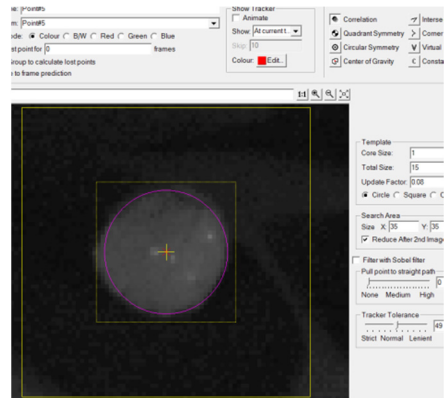 Point#5
Show Tracker
m: Point#5
Animate
Correlation
Interse
ode: Colour B/W Red Green Blue
Show: At current t...
Quadrant Symmetry
Corner
st point for 0 frames
Skip: 10
Circular Symmetry
Virtual
roup to calculate lost points
Colour: Edit...
Center of Gravity
Consta
to frame prediction
1:1
Template
Core Size: 1
Total Size: 15
Update Factor: 0.08
Circle Square C
Search Area
Size X: 35 Y: 35
Reduce After 2nd Imag
Filter with Sobel filter
Pull point to straight path
0
None Medium High
Tracker Tolerance
49
Strict Normal Lenient